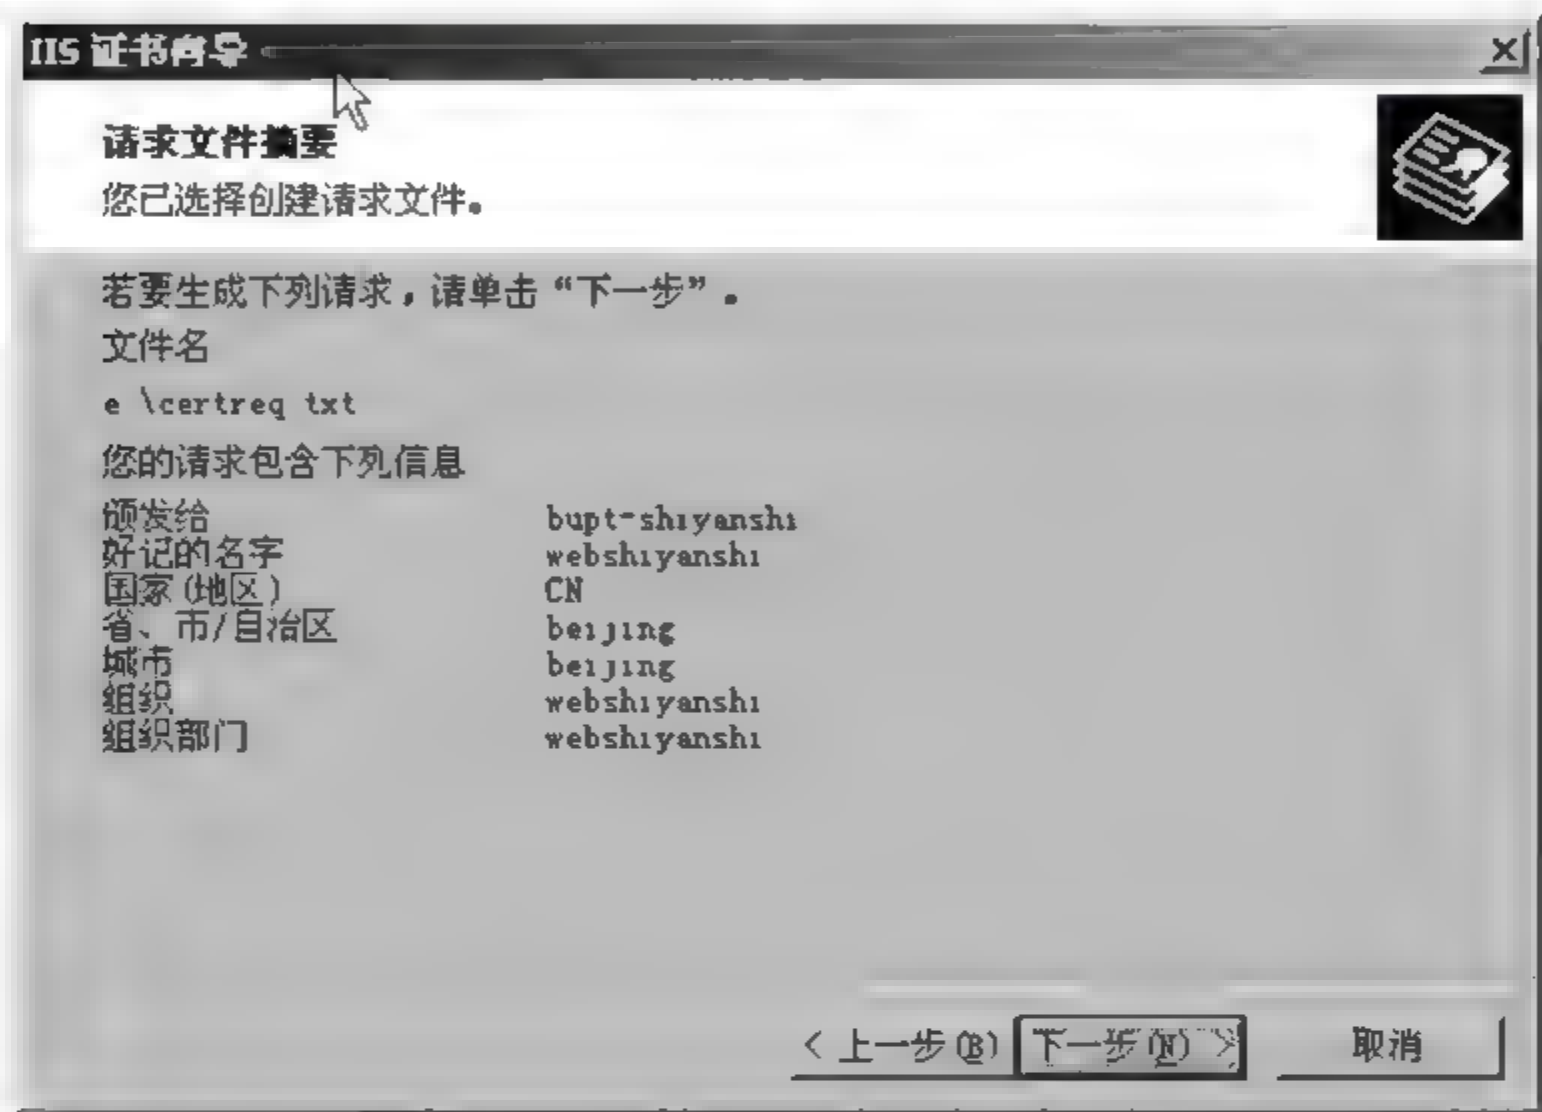 IIS 证书向导
请求文件摘要
您已选择创建请求文件。
若要生成下列请求，请单击“下一步”。
文件名
e \certreq txt
您的请求包含下列信息
颁发给 bupt-shiyanshi
好记的名字 webshiyanshi
国家(地区) CN
省、市/自治区 beijing
城市 beijing
组织 webshiyanshi
组织部门 webshiyanshi
< 上一步(B) 下一步(N) > 取消